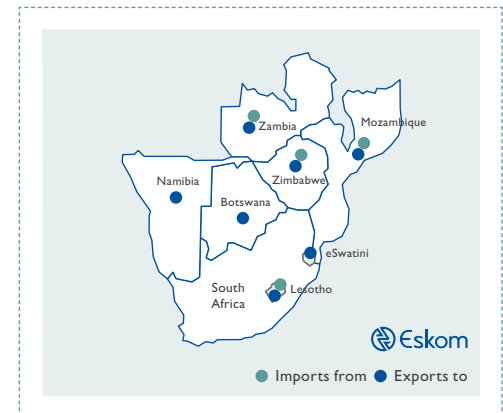 Zambia
Mozambique
Zimbabwe
Namibia
Botswana
eSwatini
South
Africa
Lesotho
Eskom
Imports from
Exports to